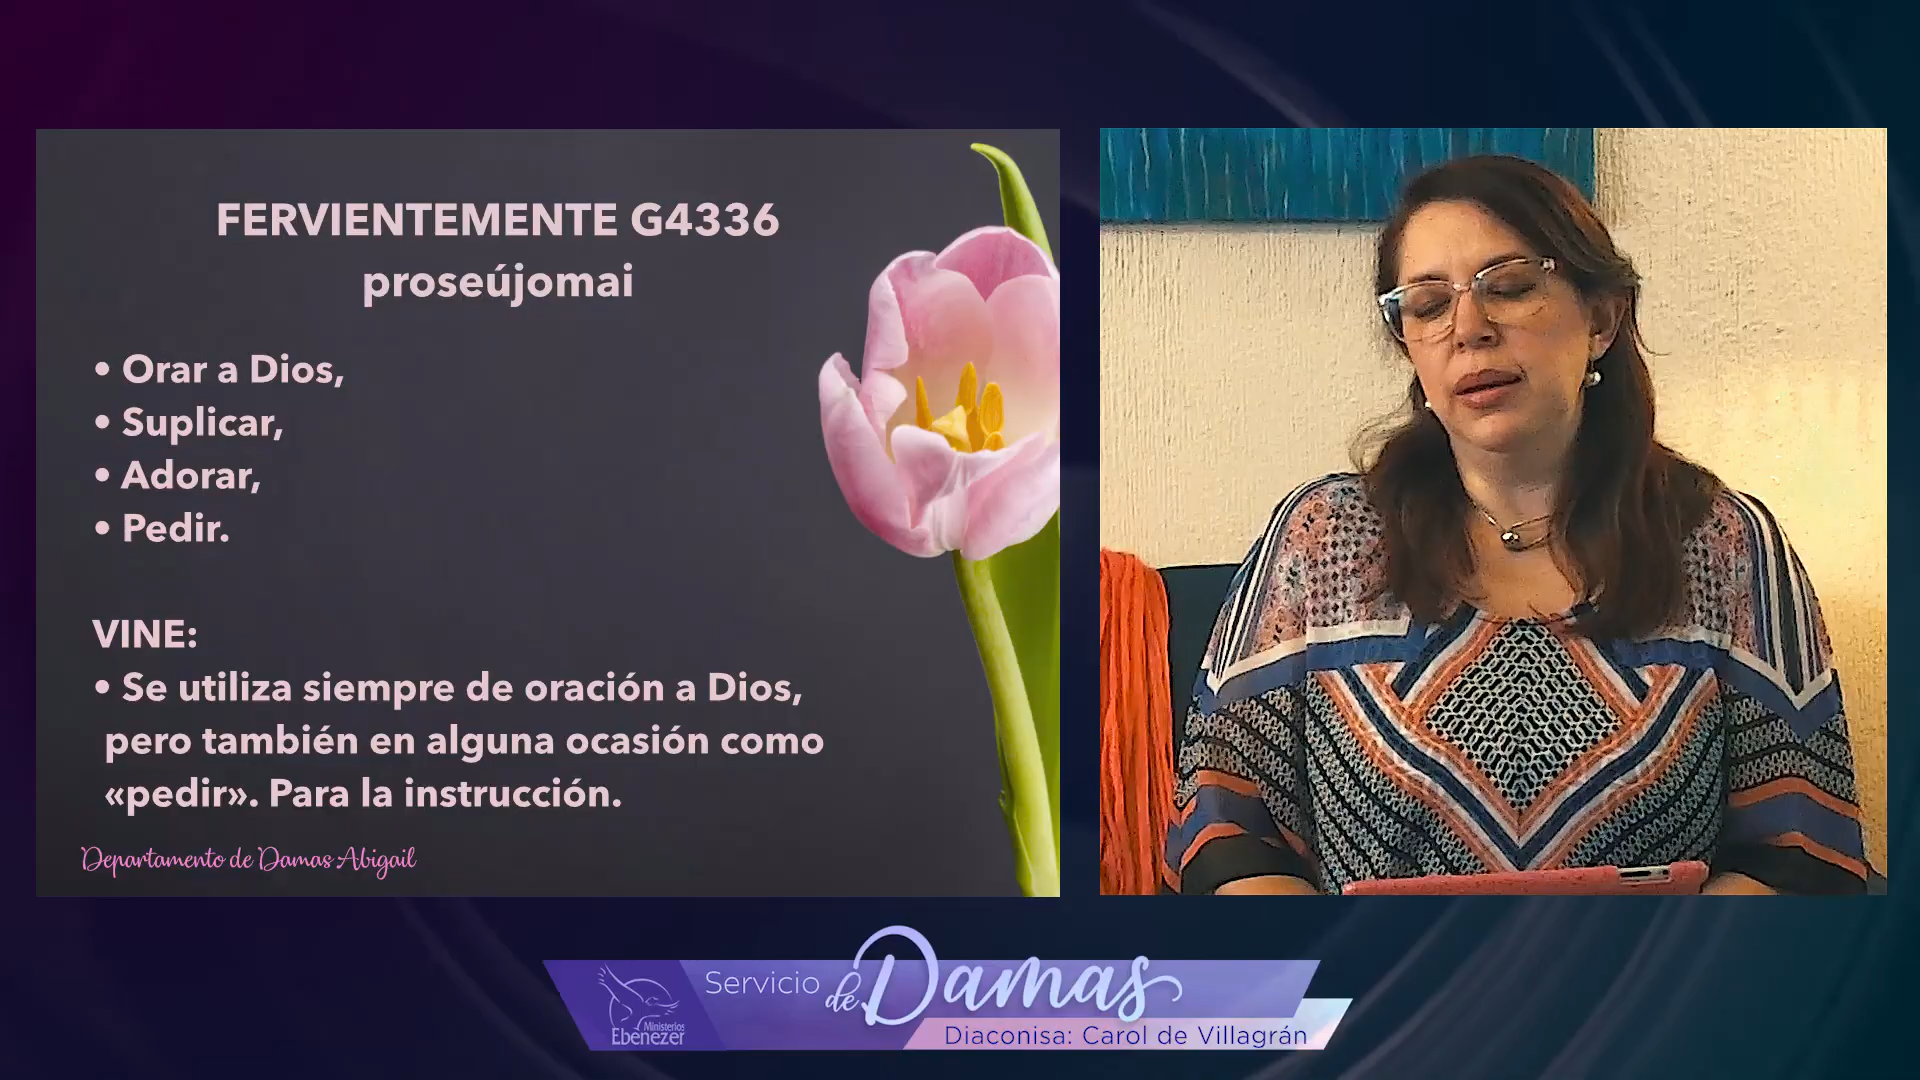 FERVIENTEMENTE G4336
proseújomai
• Orar a Dios,
• Suplicar,
• Adorar,
• Pedir.
VINE:
• Se utiliza siempre de oración a Dios,
pero también en alguna ocasión como
«pedir». Para la instrucción.
Departamento de Damas Abigail
Servicio de Damas
Ministerios
Ebenezer
Diaconisa: Carol de Villagrán